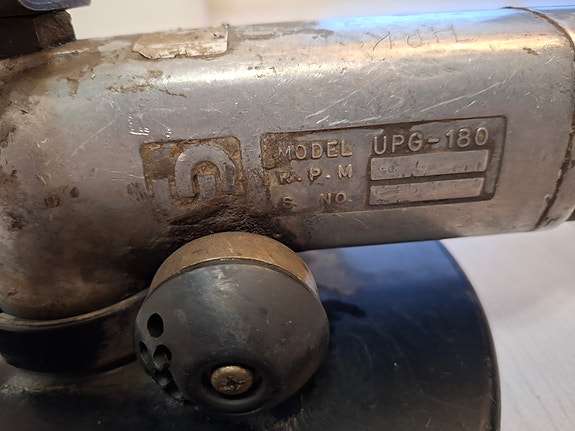 MODEL UPG-180
R.P.M
S. NO.